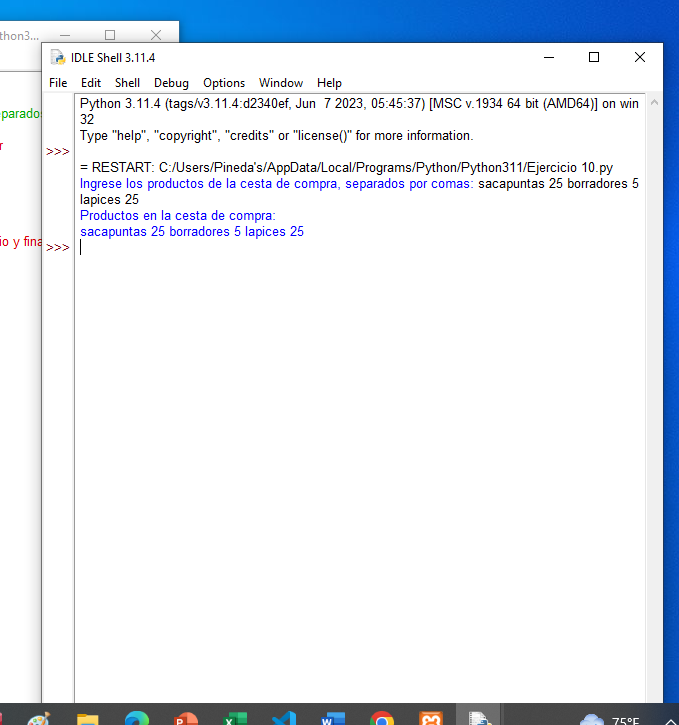 thon3...
IDLE Shell 3.11.4
File Edit Shell Debug Options Window Help
Python 3.11.4 (tags/v3.11.4:d2340ef, Jun  7 2023, 05:45:37) [MSC v.1934 64 bit (AMD64)] on win
32
Type "help", "copyright", "credits" or "license()" for more information.
>>>
= RESTART: C:/Users/Pineda's/AppData/Local/Programs/Python/Python311/Ejercicio 10.py
Ingrese los productos de la cesta de compra, separados por comas: sacapuntas 25 borradores 5
lapices 25
Productos en la cesta de compra:
sacapuntas 25 borradores 5 lapices 25
>>>
eparados
r
io y fina
75°F